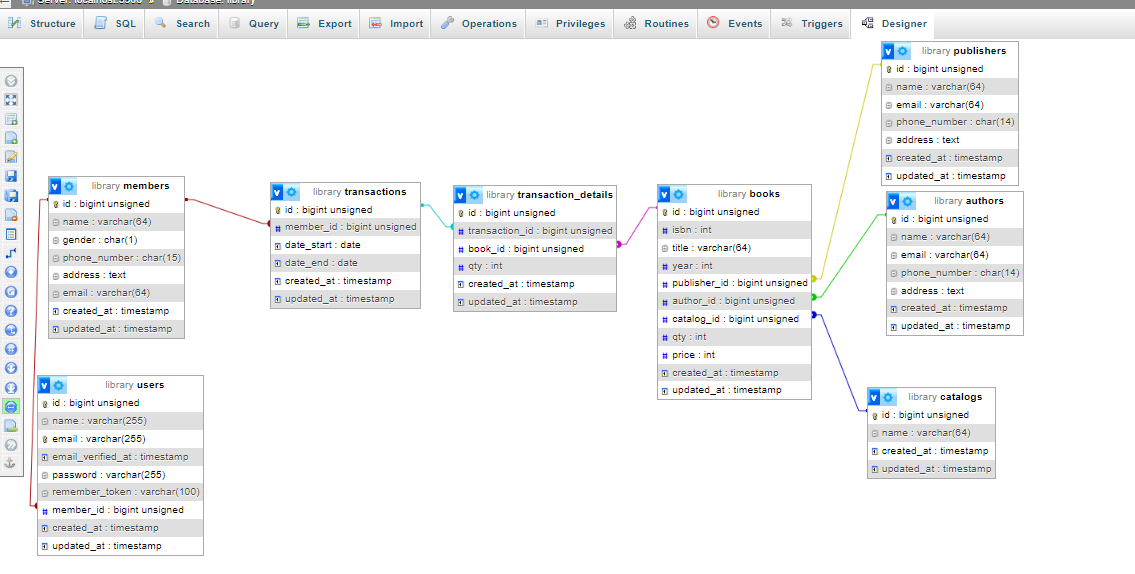 Server: localhost:3306 » Database: library
Structure SQL Search Query Export Import Operations Privileges Routines Events Triggers Designer
library members
id : bigint unsigned
name : varchar(64)
gender : char(1)
phone_number : char(15)
address : text
email : varchar(64)
created_at : timestamp
updated_at : timestamp
library users
id : bigint unsigned
name : varchar(255)
email : varchar(255)
email_verified_at : timestamp
password : varchar(255)
remember_token : varchar(100)
member_id : bigint unsigned
created_at : timestamp
updated_at : timestamp
library transactions
id : bigint unsigned
member_id : bigint unsigned
date_start : date
date_end : date
created_at : timestamp
updated_at : timestamp
library transaction_details
id : bigint unsigned
transaction_id : bigint unsigned
book_id : bigint unsigned
qty : int
created_at : timestamp
updated_at : timestamp
library books
id : bigint unsigned
isbn : int
title : varchar(64)
year : int
publisher_id : bigint unsigned
author_id : bigint unsigned
catalog_id : bigint unsigned
qty : int
price : int
created_at : timestamp
updated_at : timestamp
library publishers
id : bigint unsigned
name : varchar(64)
email : varchar(64)
phone_number : char(14)
address : text
created_at : timestamp
updated_at : timestamp
library authors
id : bigint unsigned
name : varchar(64)
email : varchar(64)
phone_number : char(14)
address : text
created_at : timestamp
updated_at : timestamp
library catalogs
id : bigint unsigned
name : varchar(64)
created_at : timestamp
updated_at : timestamp